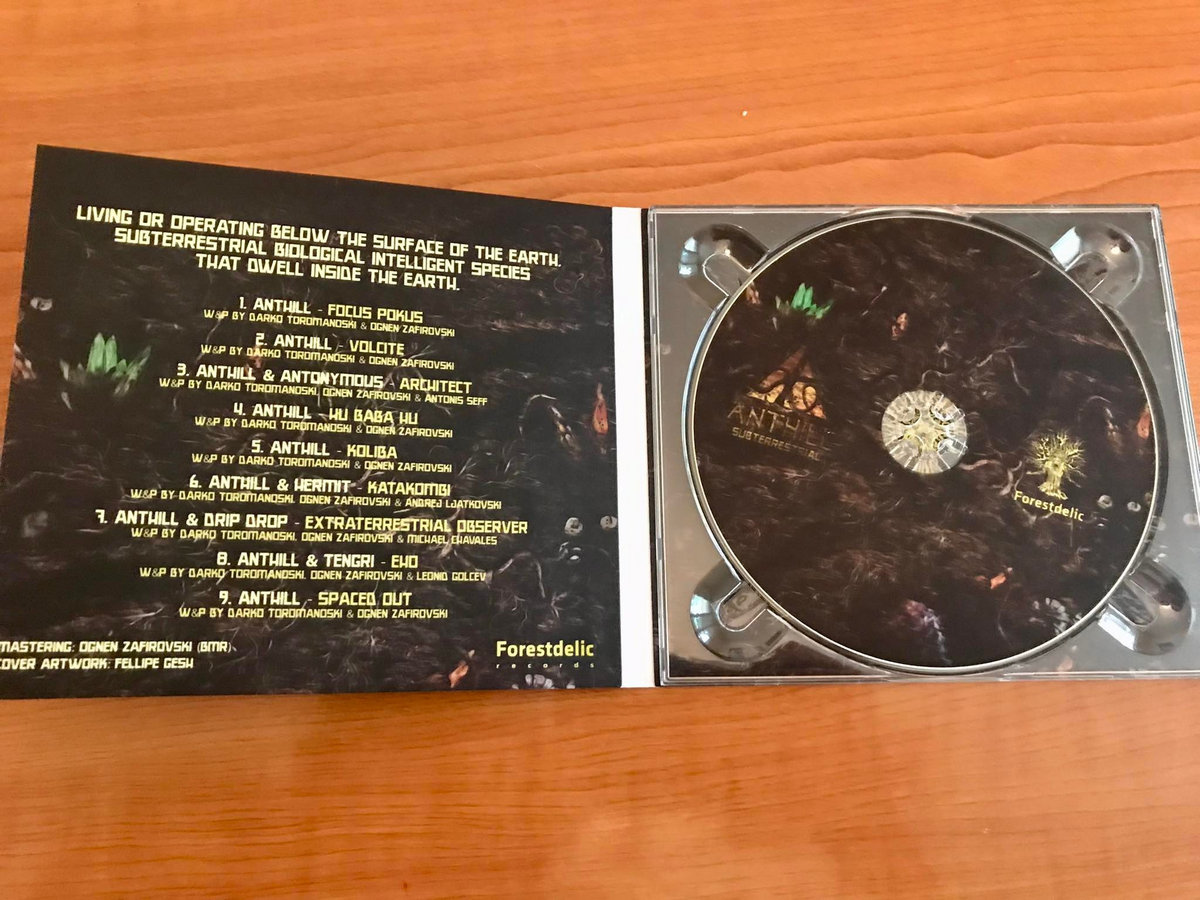 LIVING OR OPERATING BELOW THE SURFACE OF THE EARTH.
SUBTERRESTRIAL BIOLOGICAL INTELLIGENT SPECIES
THAT DWELL INSIDE THE EARTH.
1. ANTHILL - FOCUS POKUS
W&P BY DARKO TOROMANOSKI & OGNEN ZAFIROVSKI
2. ANTHILL - VOLCITE
W&P BY DARKO TOROMANOSKI & OGNEN ZAFIROVSKI
3. ANTHILL & ANTONYMOUS - ARCHITECT
W&P BY DARKO TOROMANOSKI, OGNEN ZAFIROVSKI & ANTONIS SEFF
4. ANTHILL - HU BABA HU
W&P BY DARKO TOROMANOSKI & OGNEN ZAFIROVSKI
5. ANTHILL - KOLIBA
W&P BY DARKO TOROMANOSKI & OGNEN ZAFIROVSKI
6. ANTHILL & HERMIT - KATAKOMBI
W&P BY DARKO TOROMANOSKI, OGNEN ZAFIROVSKI & ANDREJ LJATKOVSKI
7. ANTHILL & DRIP DROP - EXTRATERRESTRIAL OBSERVER
W&P BY DARKO TOROMANOSKI, OGNEN ZAFIROVSKI & MICHAEL CHAVALES
8. ANTHILL & TENGRI - EHO
W&P BY DARKO TOROMANOSKI, OGNEN ZAFIROVSKI & LEONID GOLCEV
9. ANTHILL - SPACED OUT
W&P BY DARKO TOROMANOSKI & OGNEN ZAFIROVSKI
MASTERING: OGNEN ZAFIROVSKI (BMR)
COVER ARTWORK: FELLIPE GESH
Forestdelic
records
ANTHILL
SUBTERRESTRIAL
Forestdelic